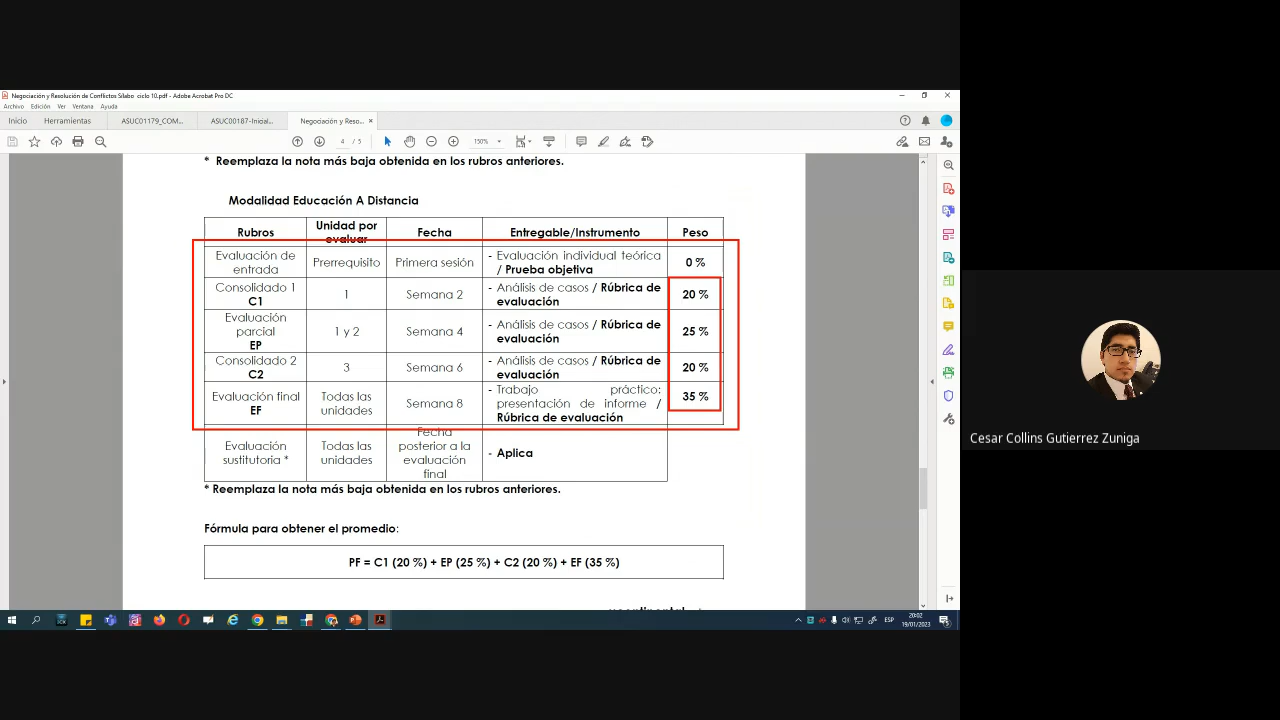 Negociación y Resolución de Conflictos Sílabo ciclo 10.pdf - Adobe Acrobat Pro DC
Archivo Edición Ver Ventana Ayuda
Inicio Herramientas ASUC01179_COM... ASUC00187-Inicial... Negociación y Reso... ×
4 / 5 150%
* Reemplaza la nota más baja obtenida en los rubros anteriores.
Modalidad Educación A Distancia
Rubros Unidad por evaluar Fecha Entregable/Instrumento Peso
Evaluación de entrada Prerrequisito Primera sesión - Evaluación individual teórica / Prueba objetiva 0 %
Consolidado 1 C1 1 Semana 2 - Análisis de casos / Rúbrica de evaluación 20 %
Evaluación parcial EP 1 y 2 Semana 4 - Análisis de casos / Rúbrica de evaluación 25 %
Consolidado 2 C2 3 Semana 6 - Análisis de casos / Rúbrica de evaluación 20 %
Evaluación final EF Todas las unidades Semana 8 - Trabajo práctico: presentación de informe / Rúbrica de evaluación 35 %
Evaluación sustitutoria * Todas las unidades Fecha posterior a la evaluación final - Aplica
* Reemplaza la nota más baja obtenida en los rubros anteriores.
Fórmula para obtener el promedio:
PF = C1 (20 %) + EP (25 %) + C2 (20 %) + EF (35 %)
ESP
20:02
19/01/2023
Cesar Collins Gutierrez Zuniga